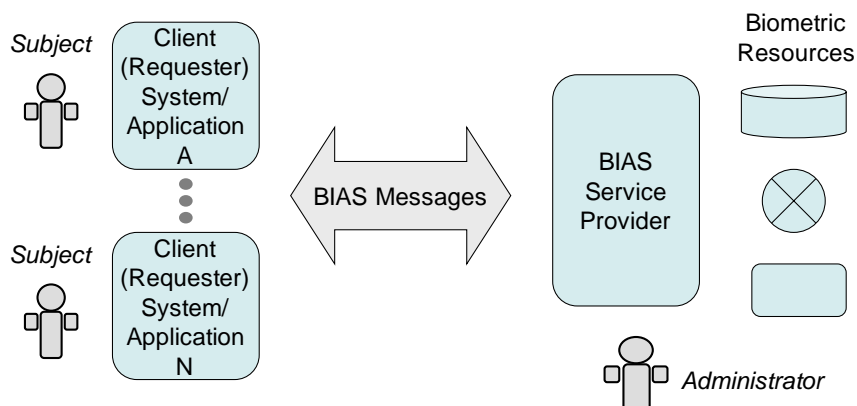 Subject
Client
(Requester)
System/
Application
A
Subject
Client
(Requester)
System/
Application
N
BIAS Messages
BIAS
Service
Provider
Biometric
Resources
Administrator